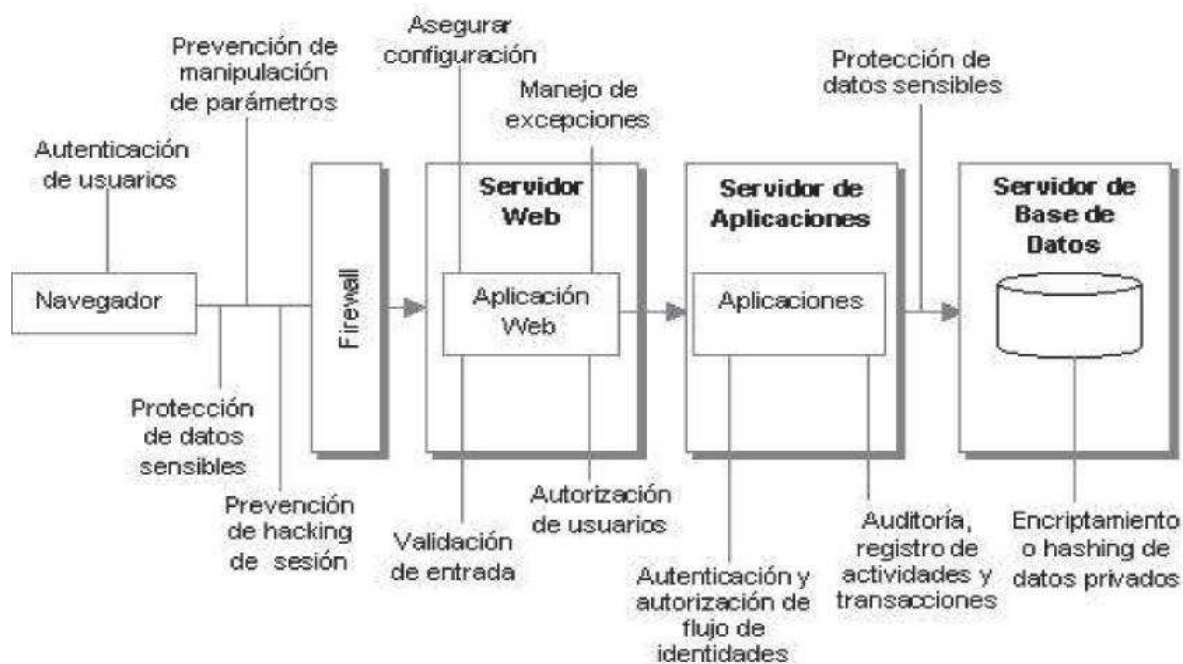 Asegurar
configuración
Prevención de
manipulación
de parámetros
Protección de
datos sensibles
Manejo de
excepciones
Autenticación
de usuarios
Servidor
Web
Servidor de
Aplicaciones
Servidor de
Base de
Datos
Navegador
Firewall
Aplicación
Web
Aplicaciones
Protección
de datos
sensibles
Prevención
de hacking
de sesión
Validación
de entrada
Autorización
de usuarios
Autenticación y
autorización de
flujo de
identidades
Auditoría,
registro de
actividades y
transacciones
Encriptamiento
o hashing de
datos privados